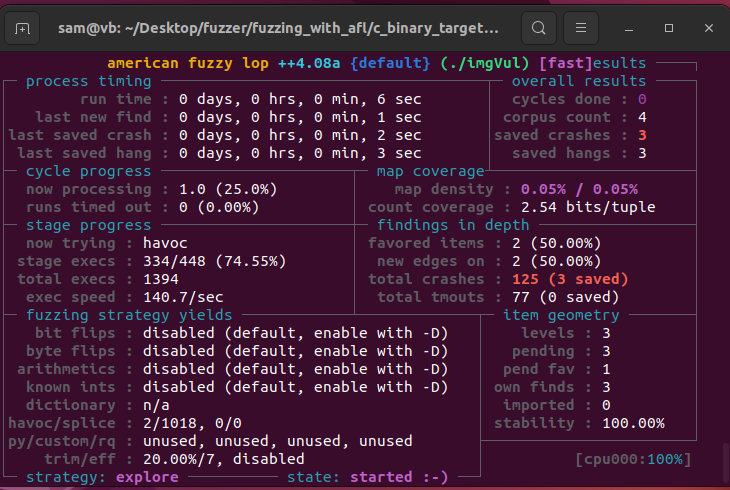 sam@vb: ~/Desktop/fuzzer/fuzzing_with_afl/c_binary_target...
american fuzzy lop ++4.08a {default} (./imgVul) [fast]esults
process timing overall results
run time : 0 days, 0 hrs, 0 min, 6 sec cycles done : 0
last new find : 0 days, 0 hrs, 0 min, 1 sec corpus count : 4
last saved crash : 0 days, 0 hrs, 0 min, 2 sec saved crashes : 3
last saved hang : 0 days, 0 hrs, 0 min, 3 sec saved hangs : 3
cycle progress map coverage
now processing : 1.0 (25.0%) map density : 0.05% / 0.05%
runs timed out : 0 (0.00%) count coverage : 2.54 bits/tuple
stage progress findings in depth
now trying : havoc favored items : 2 (50.00%)
stage execs : 334/448 (74.55%) new edges on : 2 (50.00%)
total execs : 1394 total crashes : 125 (3 saved)
exec speed : 140.7/sec total tmouts : 77 (0 saved)
fuzzing strategy yields item geometry
bit flips : disabled (default, enable with -D) levels : 3
byte flips : disabled (default, enable with -D) pending : 3
arithmetics : disabled (default, enable with -D) pend fav : 1
known ints : disabled (default, enable with -D) own finds : 3
dictionary : n/a imported : 0
havoc/splice : 2/1018, 0/0 stability : 100.00%
py/custom/rq : unused, unused, unused, unused
trim/eff : 20.00%/7, disabled [cpu000:100%]
strategy: explore state: started :-)